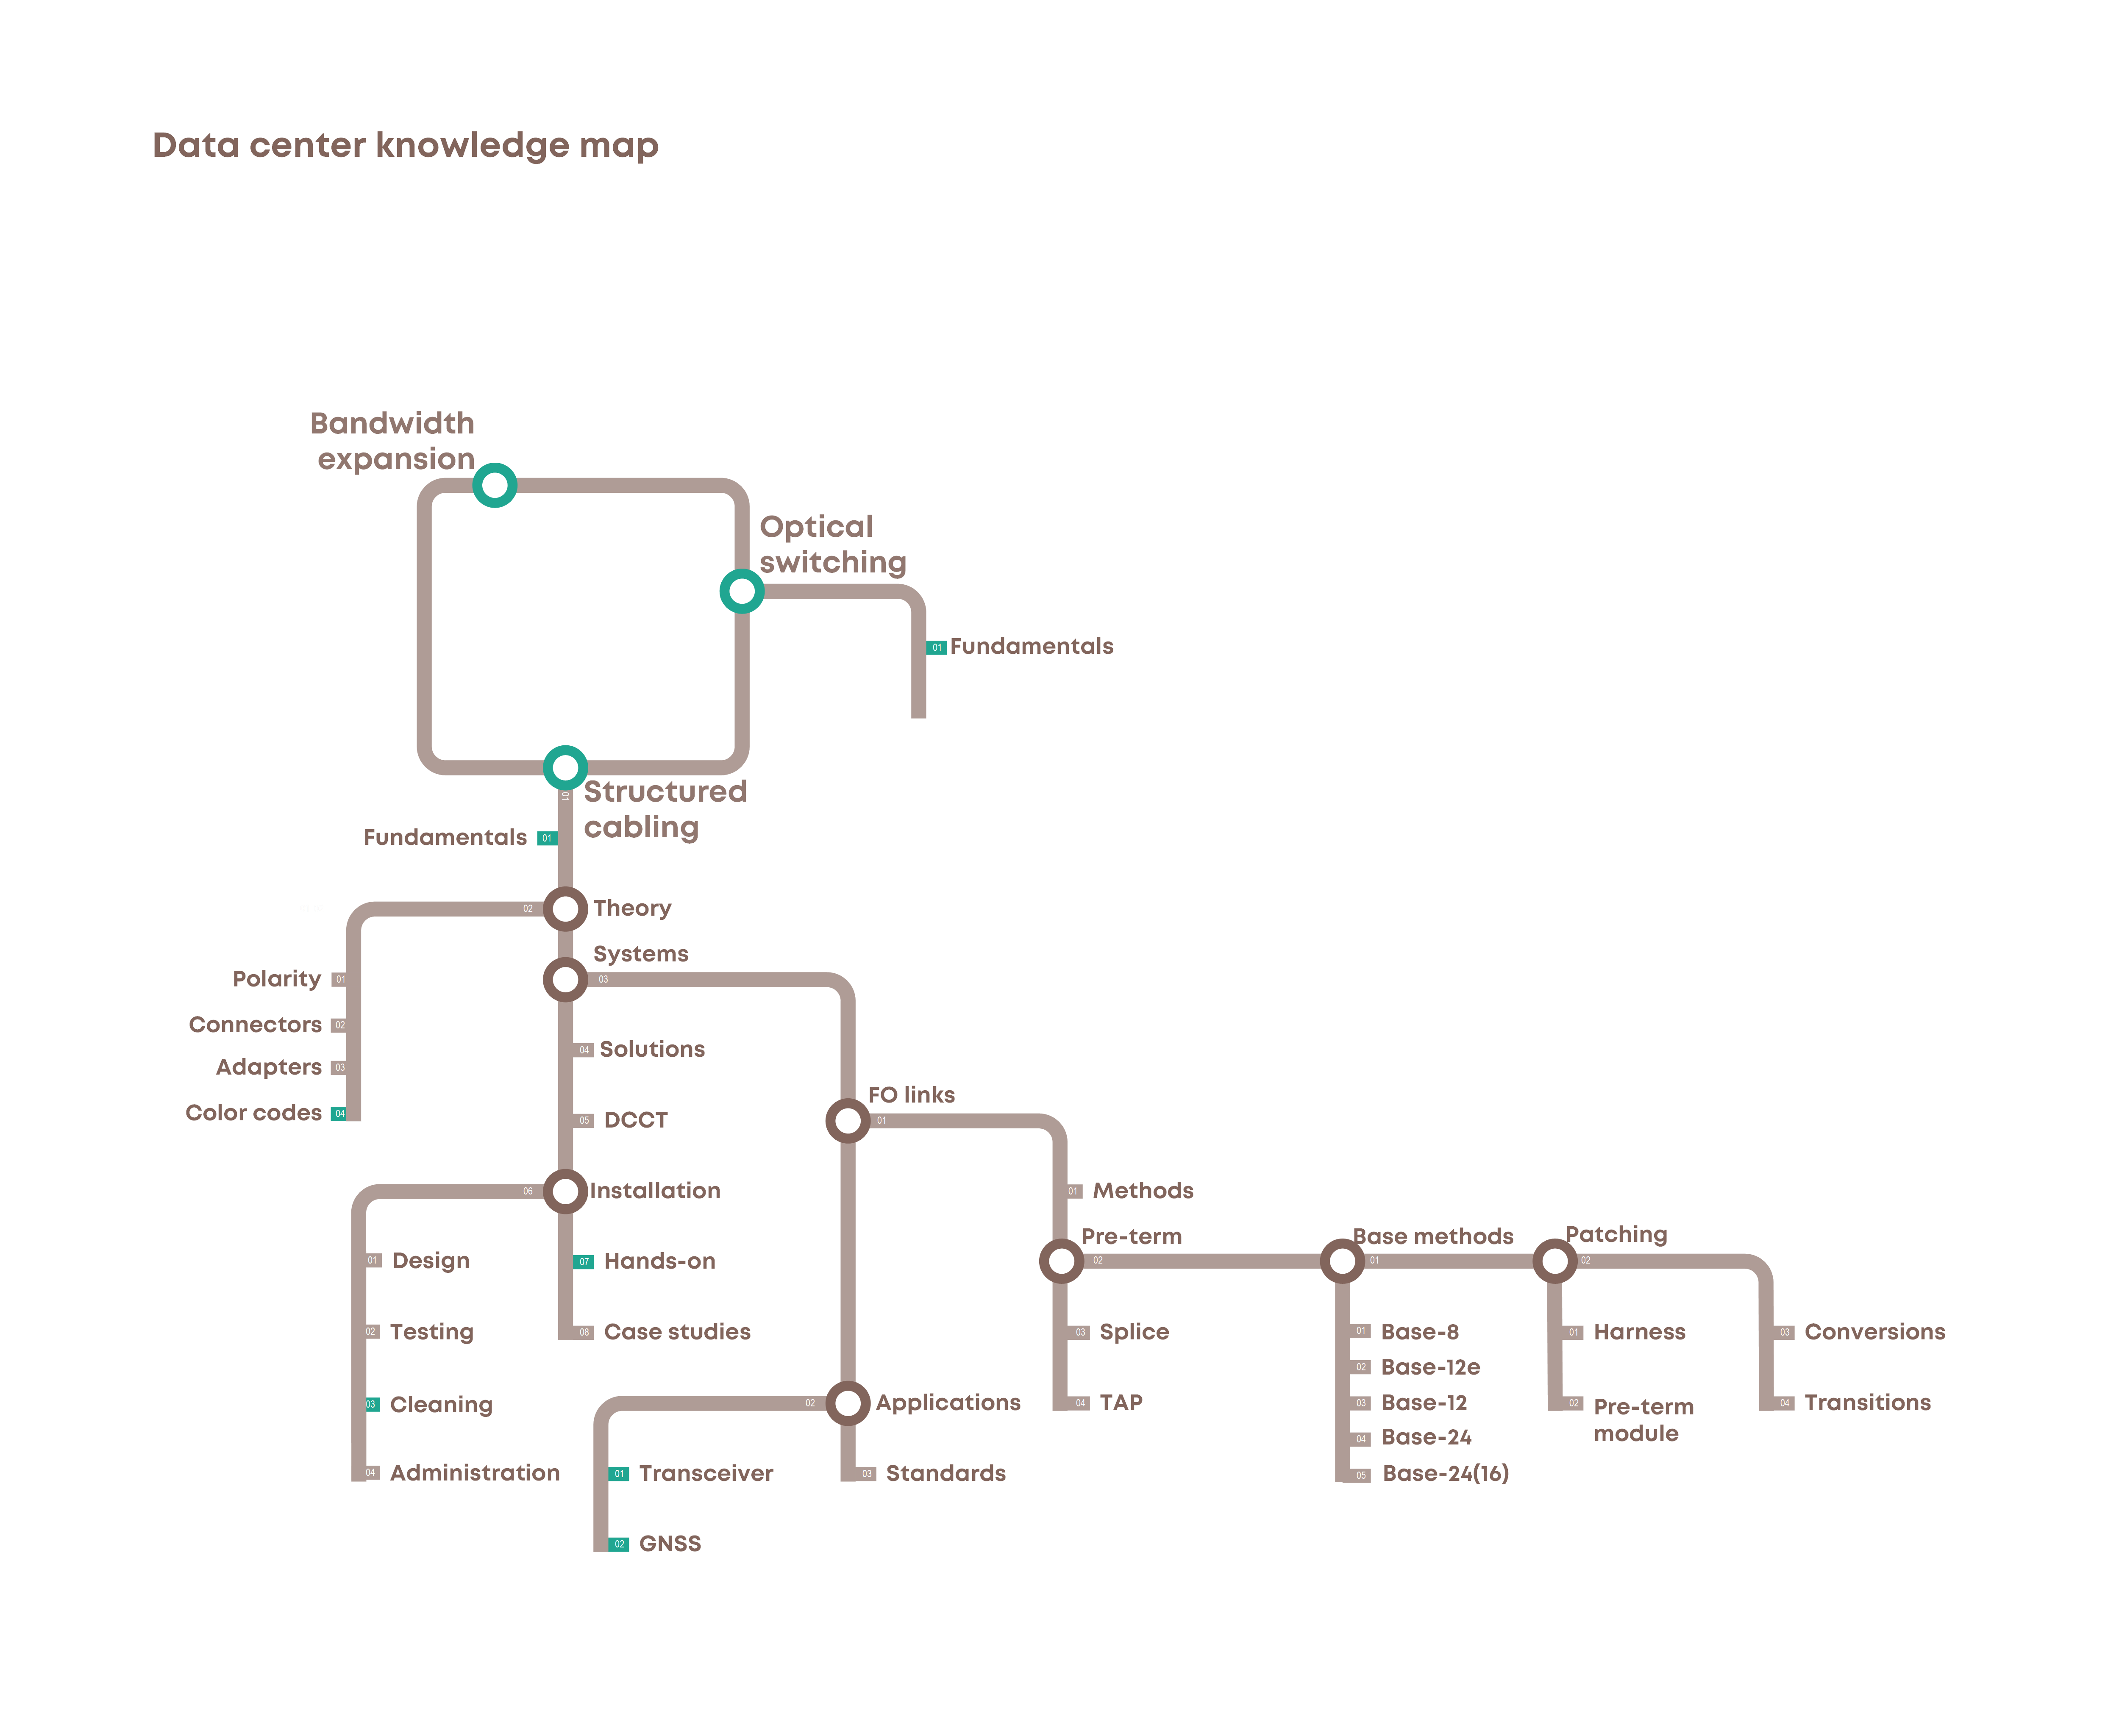 Data center knowledge map
Bandwidth
expansion
Optical
switching
01 Fundamentals
Structured
cabling
01
Fundamentals 01
02 Theory
Systems
03
Polarity 01
Connectors 02
Adapters 03
Color codes 04
04 Solutions
05 DCCT
FO links
01
06 Installation
01 Design
02 Testing
03 Cleaning
04 Administration
07 Hands-on
08 Case studies
01 Methods
Pre-term
02
03 Splice
04 TAP
02 Applications
01 Transceiver
02 GNSS
03 Standards
Base methods
01
01 Base-8
02 Base-12e
03 Base-12
04 Base-24
05 Base-24(16)
Patching
02
01 Harness
02 Pre-term
module
03 Conversions
04 Transitions